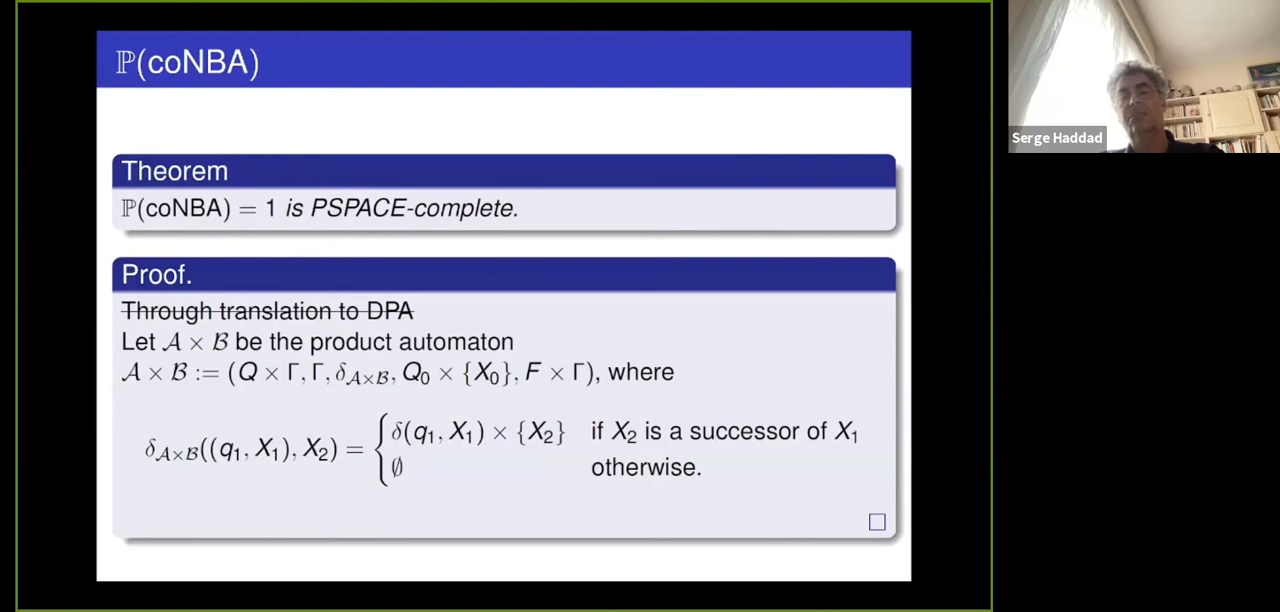 ℙ(coNBA)
Theorem
ℙ(coNBA) = 1 is PSPACE-complete.
Proof.
Through translation to DPA
Let 𝒜 × ℬ be the product automaton
𝒜 × ℬ := (Q × Γ, Γ, δ𝒜×ℬ, Q₀ × {X₀}, F × Γ), where
δ𝒜×ℬ((q₁, X₁), X₂) = { δ(q₁, X₁) × {X₂} if X₂ is a successor of X₁
∅ otherwise.
Serge Haddad